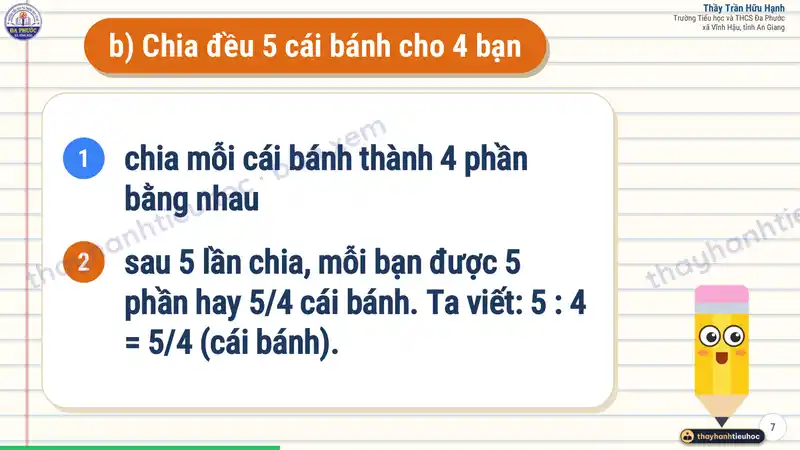 Thầy Trần Hữu Hạnh
Trường Tiểu học và THCS Đa Phước
xã Vĩnh Hậu, tỉnh An Giang
ĐA PHƯỚC
b) Chia đều 5 cái bánh cho 4 bạn
1
chia mỗi cái bánh thành 4 phần
bằng nhau
2
sau 5 lần chia, mỗi bạn được 5
phần hay 5/4 cái bánh. Ta viết: 5 : 4
= 5/4 (cái bánh).
thayhanhtieuhoc
7